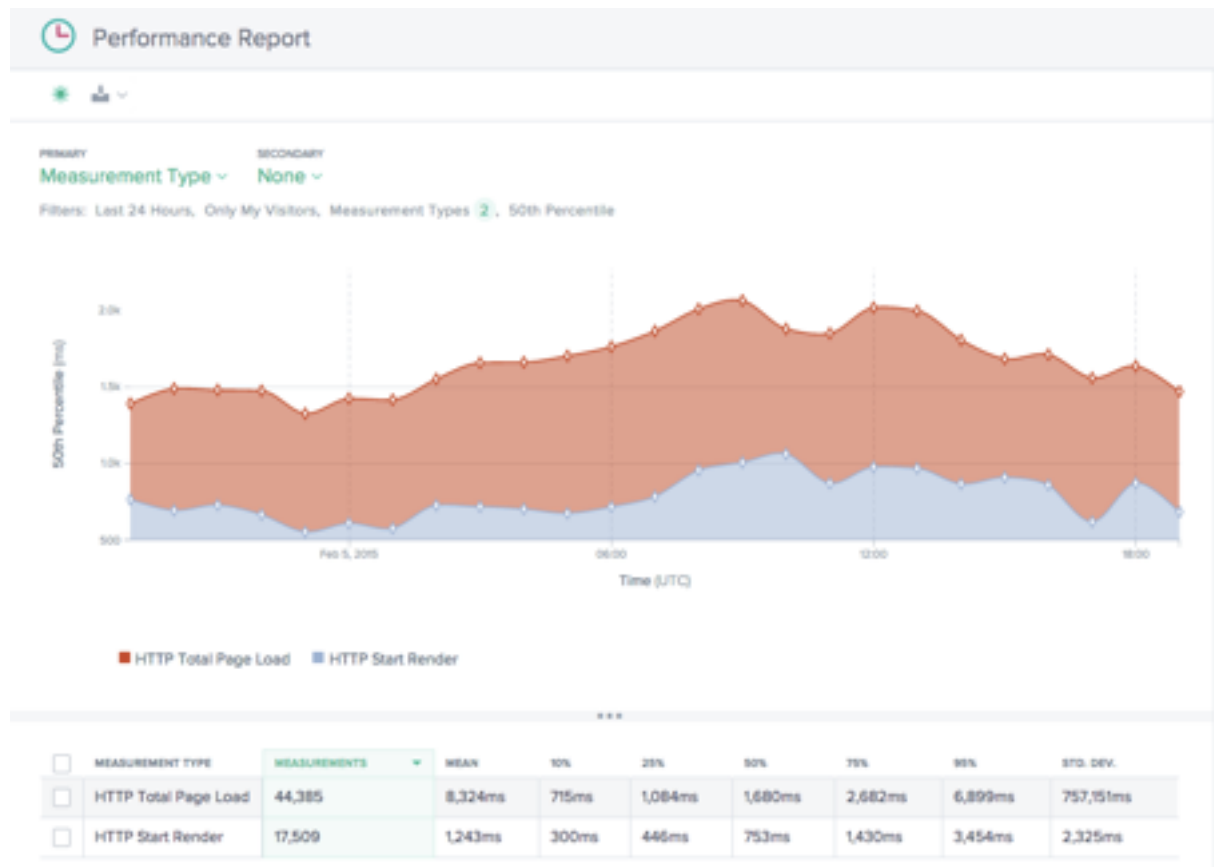 Performance Report
PRIMARY SECONDARY
Measurement Type None
Filters: Last 24 Hours, Only My Visitors, Measurement Types 2, 50th Percentile
2.0k
1.5k
1.0k
500
50th Percentile (ms)
Feb 5, 2015 06:00 12:00 18:00
Time (UTC)
HTTP Total Page Load HTTP Start Render
MEASUREMENT TYPE MEASUREMENTS MEAN 10% 25% 50% 75% 95% STD. DEV.
HTTP Total Page Load 44,385 8,324ms 715ms 1,084ms 1,680ms 2,682ms 6,899ms 757,151ms
HTTP Start Render 17,509 1,243ms 300ms 446ms 753ms 1,430ms 3,454ms 2,325ms